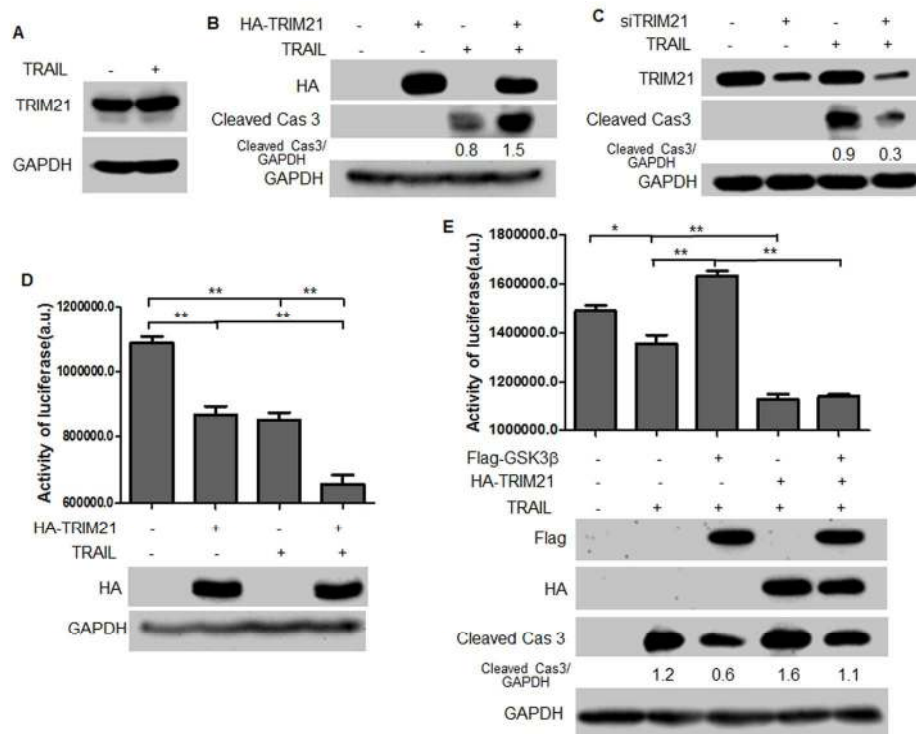 A
TRAIL - +
TRIM21
GAPDH
B
HA-TRIM21 - + - +
TRAIL - - + +
HA
Cleaved Cas 3
Cleaved Cas3/
GAPDH 0.8 1.5
GAPDH
C
siTRIM21 - + - +
TRAIL - - + +
TRIM21
Cleaved Cas3
Cleaved Cas3/
GAPDH 0.9 0.3
GAPDH
D
Activity of luciferase(a.u.)
1200000.0
1000000.0
800000.0
600000.0
** **
** **
HA-TRIM21 - + - +
TRAIL - - + +
HA
GAPDH
E
Activity of luciferase(a.u.)
1800000.0
1600000.0
1400000.0
1200000.0
1000000.0
* **
** **
Flag-GSK3β - - + - +
HA-TRIM21 - - - + +
TRAIL - + + + +
Flag
HA
Cleaved Cas 3
Cleaved Cas3/
GAPDH 1.2 0.6 1.6 1.1
GAPDH